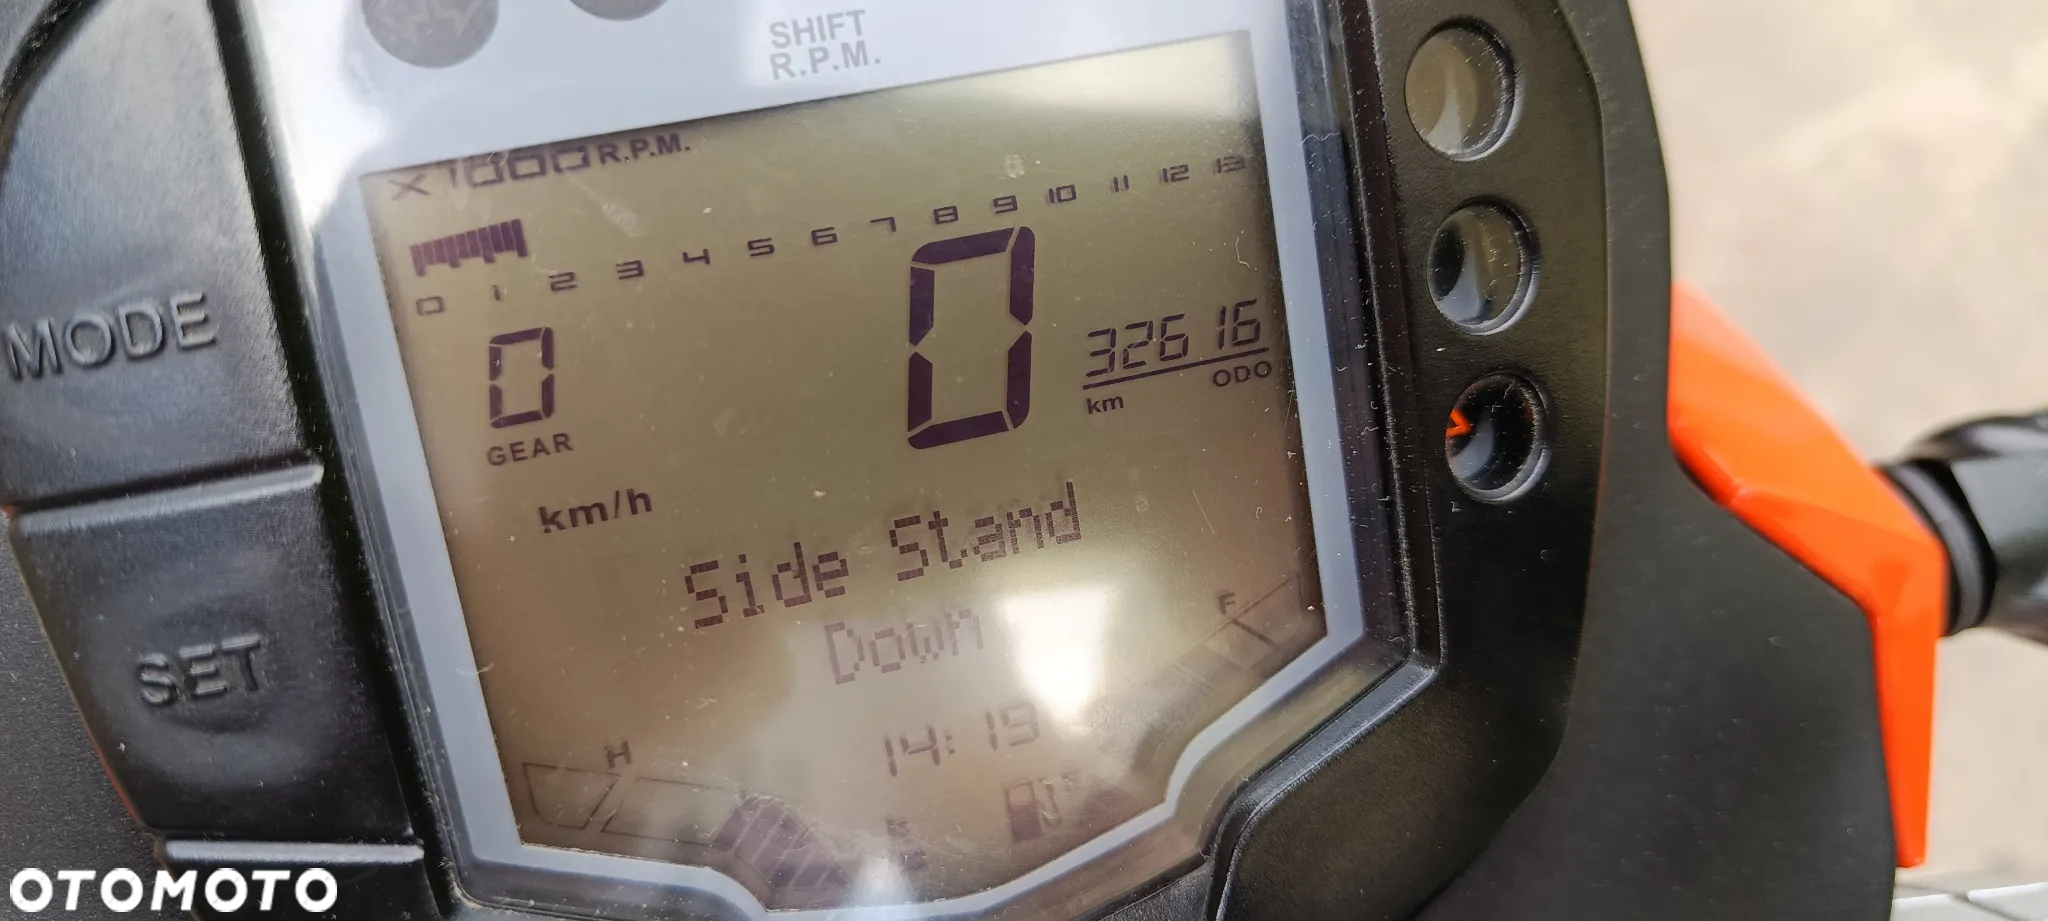 SHIFT
R.P.M.
X1000 R.P.M.
0 1 2 3 4 5 6 7 8 9 10 11 12 13
MODE
0
GEAR
0
32616
km ODO
km/h
Side Stand
Down
SET
F
14:19
H
OTOMOTO